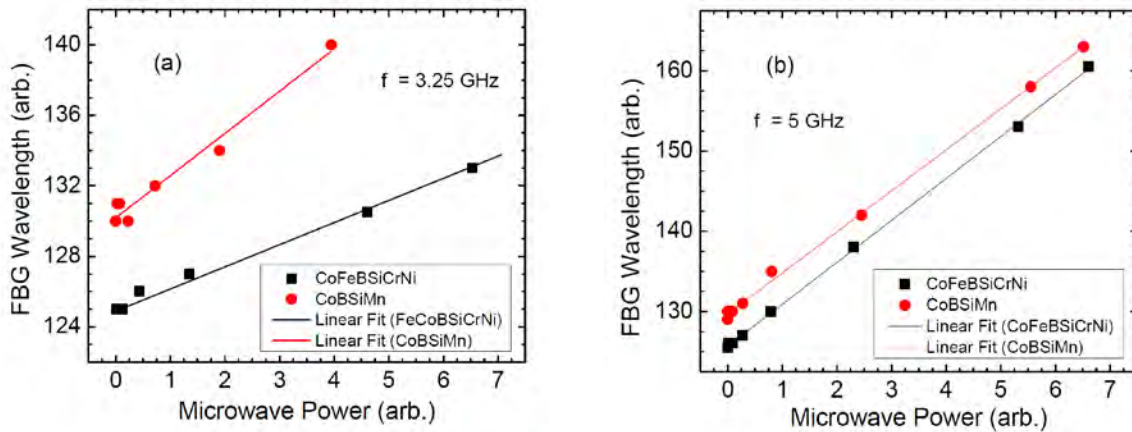 (a)
f = 3.25 GHz
FBG Wavelength (arb.)
140
136
132
128
124
CoFeBSiCrNi
CoBSiMn
Linear Fit (FeCoBSiCrNi)
Linear Fit (CoBSiMn)
0 1 2 3 4 5 6 7
Microwave Power (arb.)
(b)
f = 5 GHz
FBG Wavelength (arb.)
160
150
140
130
CoFeBSiCrNi
CoBSiMn
Linear Fit (CoFeBSiCrNi)
Linear Fit (CoBSiMn)
0 1 2 3 4 5 6 7
Microwave Power (arb.)